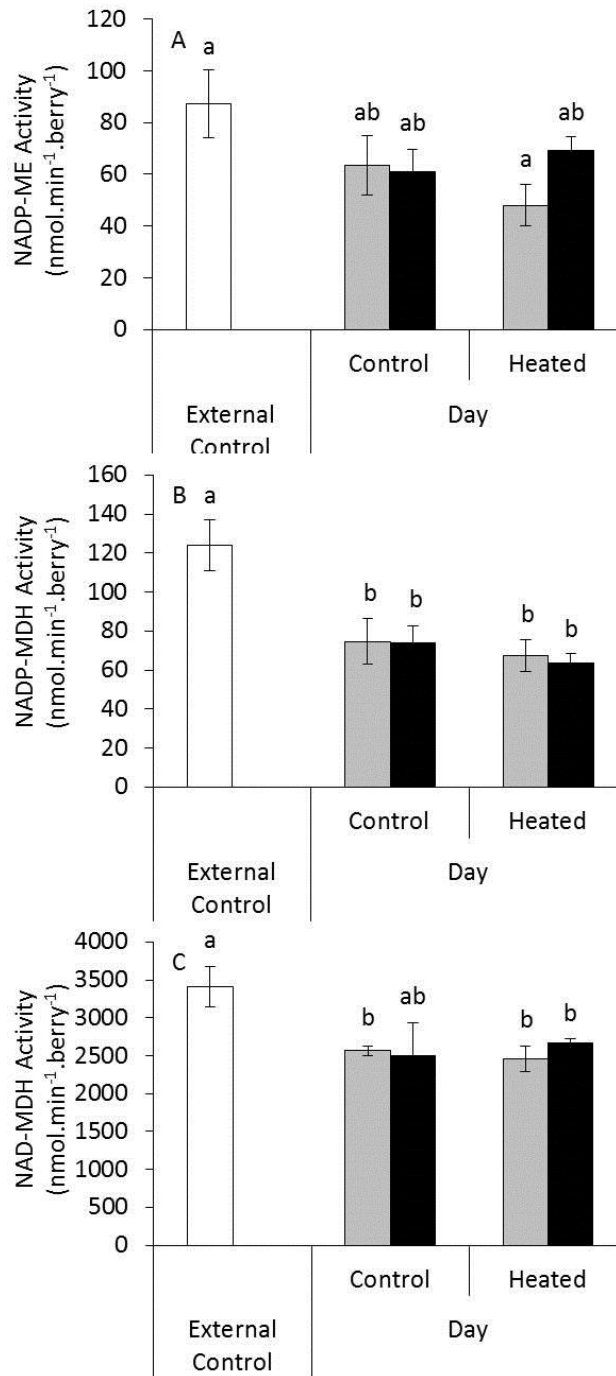 NADP-ME Activity
(nmol.min⁻¹.berry⁻¹)
120
100
80
60
40
20
0
A
a
ab
ab
a
ab
Control
Heated
External
Control
Day
NADP-MDH Activity
(nmol.min⁻¹.berry⁻¹)
160
140
120
100
80
60
40
20
0
B
a
b
b
b
b
Control
Heated
External
Control
Day
NAD-MDH Activity
(nmol.min⁻¹.berry⁻¹)
4000
3500
3000
2500
2000
1500
1000
500
0
C
a
b
ab
b
b
Control
Heated
External
Control
Day